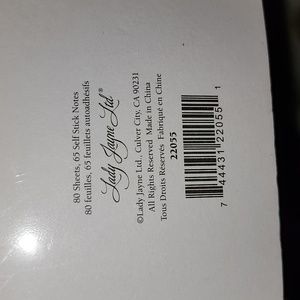 80 Sheets, 65 Self Stick Notes
80 feuilles, 65 feuillets autoadhésifs
Lady Jayne Ltd.®
©Lady Jayne Ltd., Culver City, CA 90231
All Rights Reserved Made in China
Tous Droits Réservés Fabriqué en Chine
22055
7 44431 22055 1